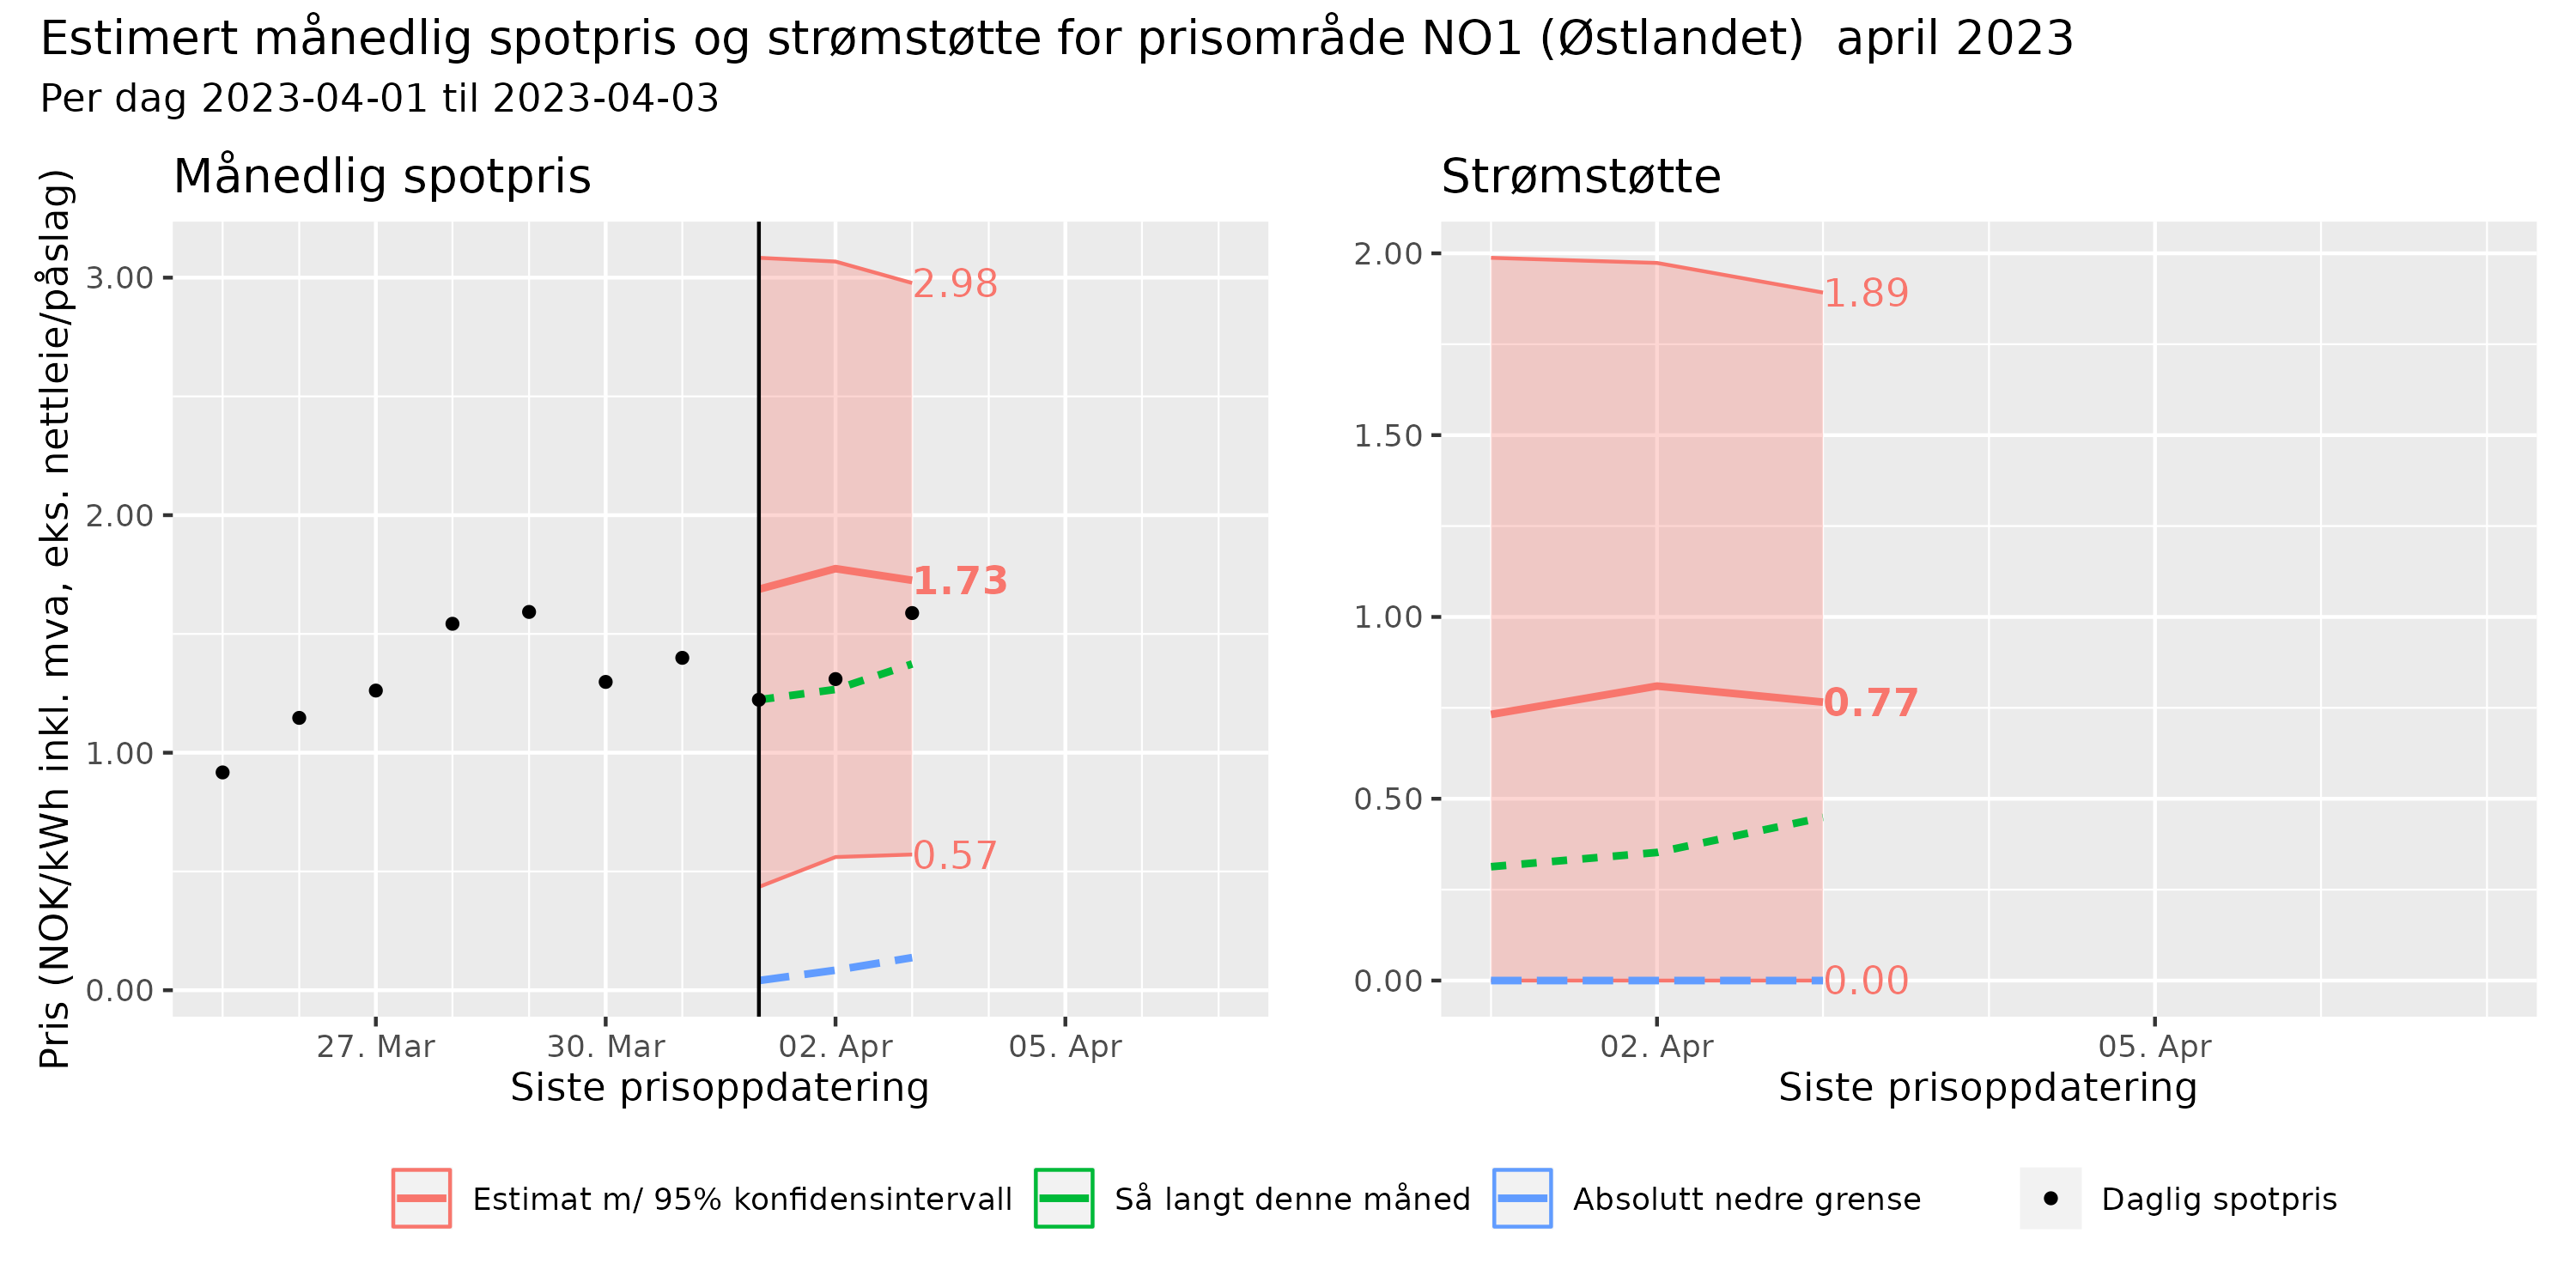 Estimert månedlig spotpris og strømstøtte for prisområde NO1 (Østlandet)  april 2023
Per dag 2023-04-01 til 2023-04-03
Månedlig spotpris
Pris (NOK/kWh inkl. mva, eks. nettleie/påslag)
3.00
2.00
1.00
0.00
2.98
1.73
0.57
27. Mar
30. Mar
02. Apr
05. Apr
Siste prisoppdatering
Strømstøtte
2.00
1.50
1.00
0.50
0.00
1.89
0.77
0.00
02. Apr
05. Apr
Siste prisoppdatering
Estimat m/ 95% konfidensintervall
Så langt denne måned
Absolutt nedre grense
Daglig spotpris